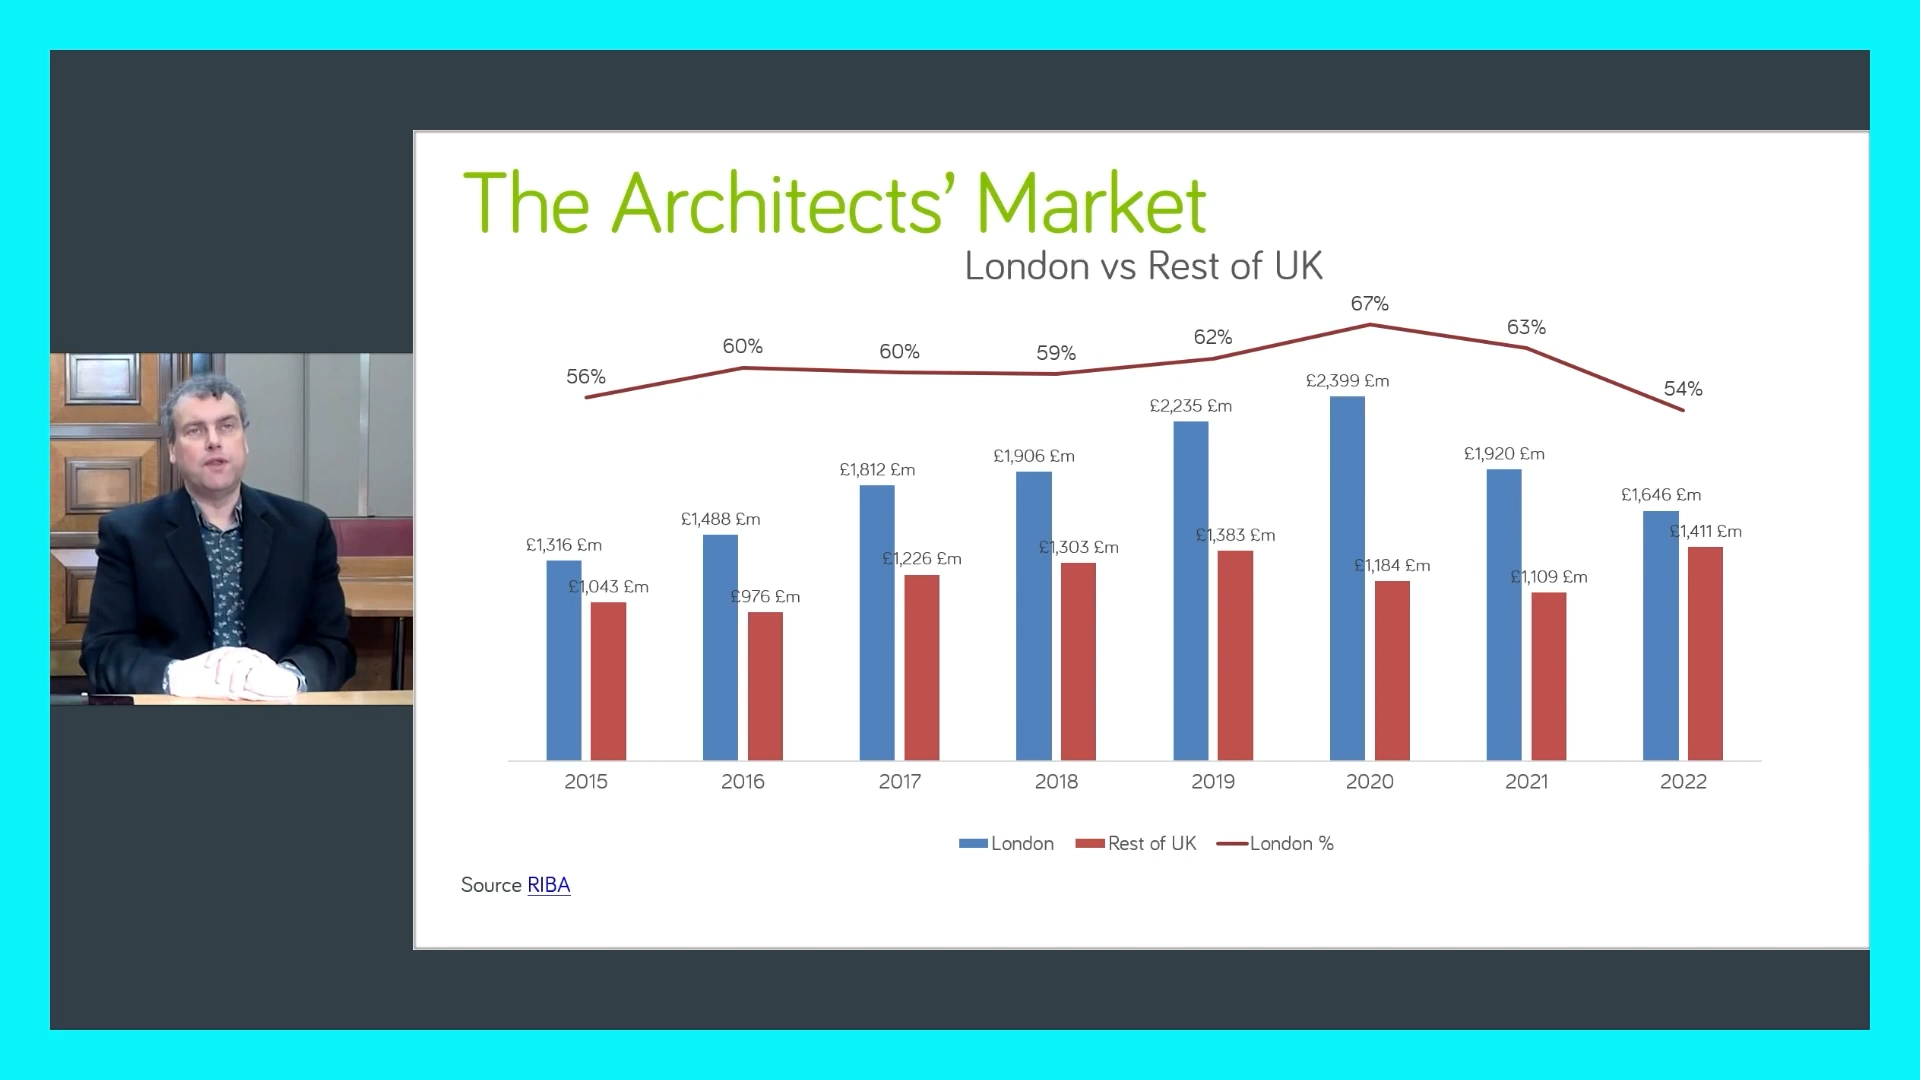 The Architects' Market
London vs Rest of UK
56%
60%
60%
59%
62%
67%
63%
54%
£1,316 £m
£1,043 £m
£1,488 £m
£976 £m
£1,812 £m
£1,226 £m
£1,906 £m
£1,303 £m
£2,235 £m
£1,383 £m
£2,399 £m
£1,184 £m
£1,920 £m
£1,109 £m
£1,646 £m
£1,411 £m
2015 2016 2017 2018 2019 2020 2021 2022
London Rest of UK London %
Source RIBA